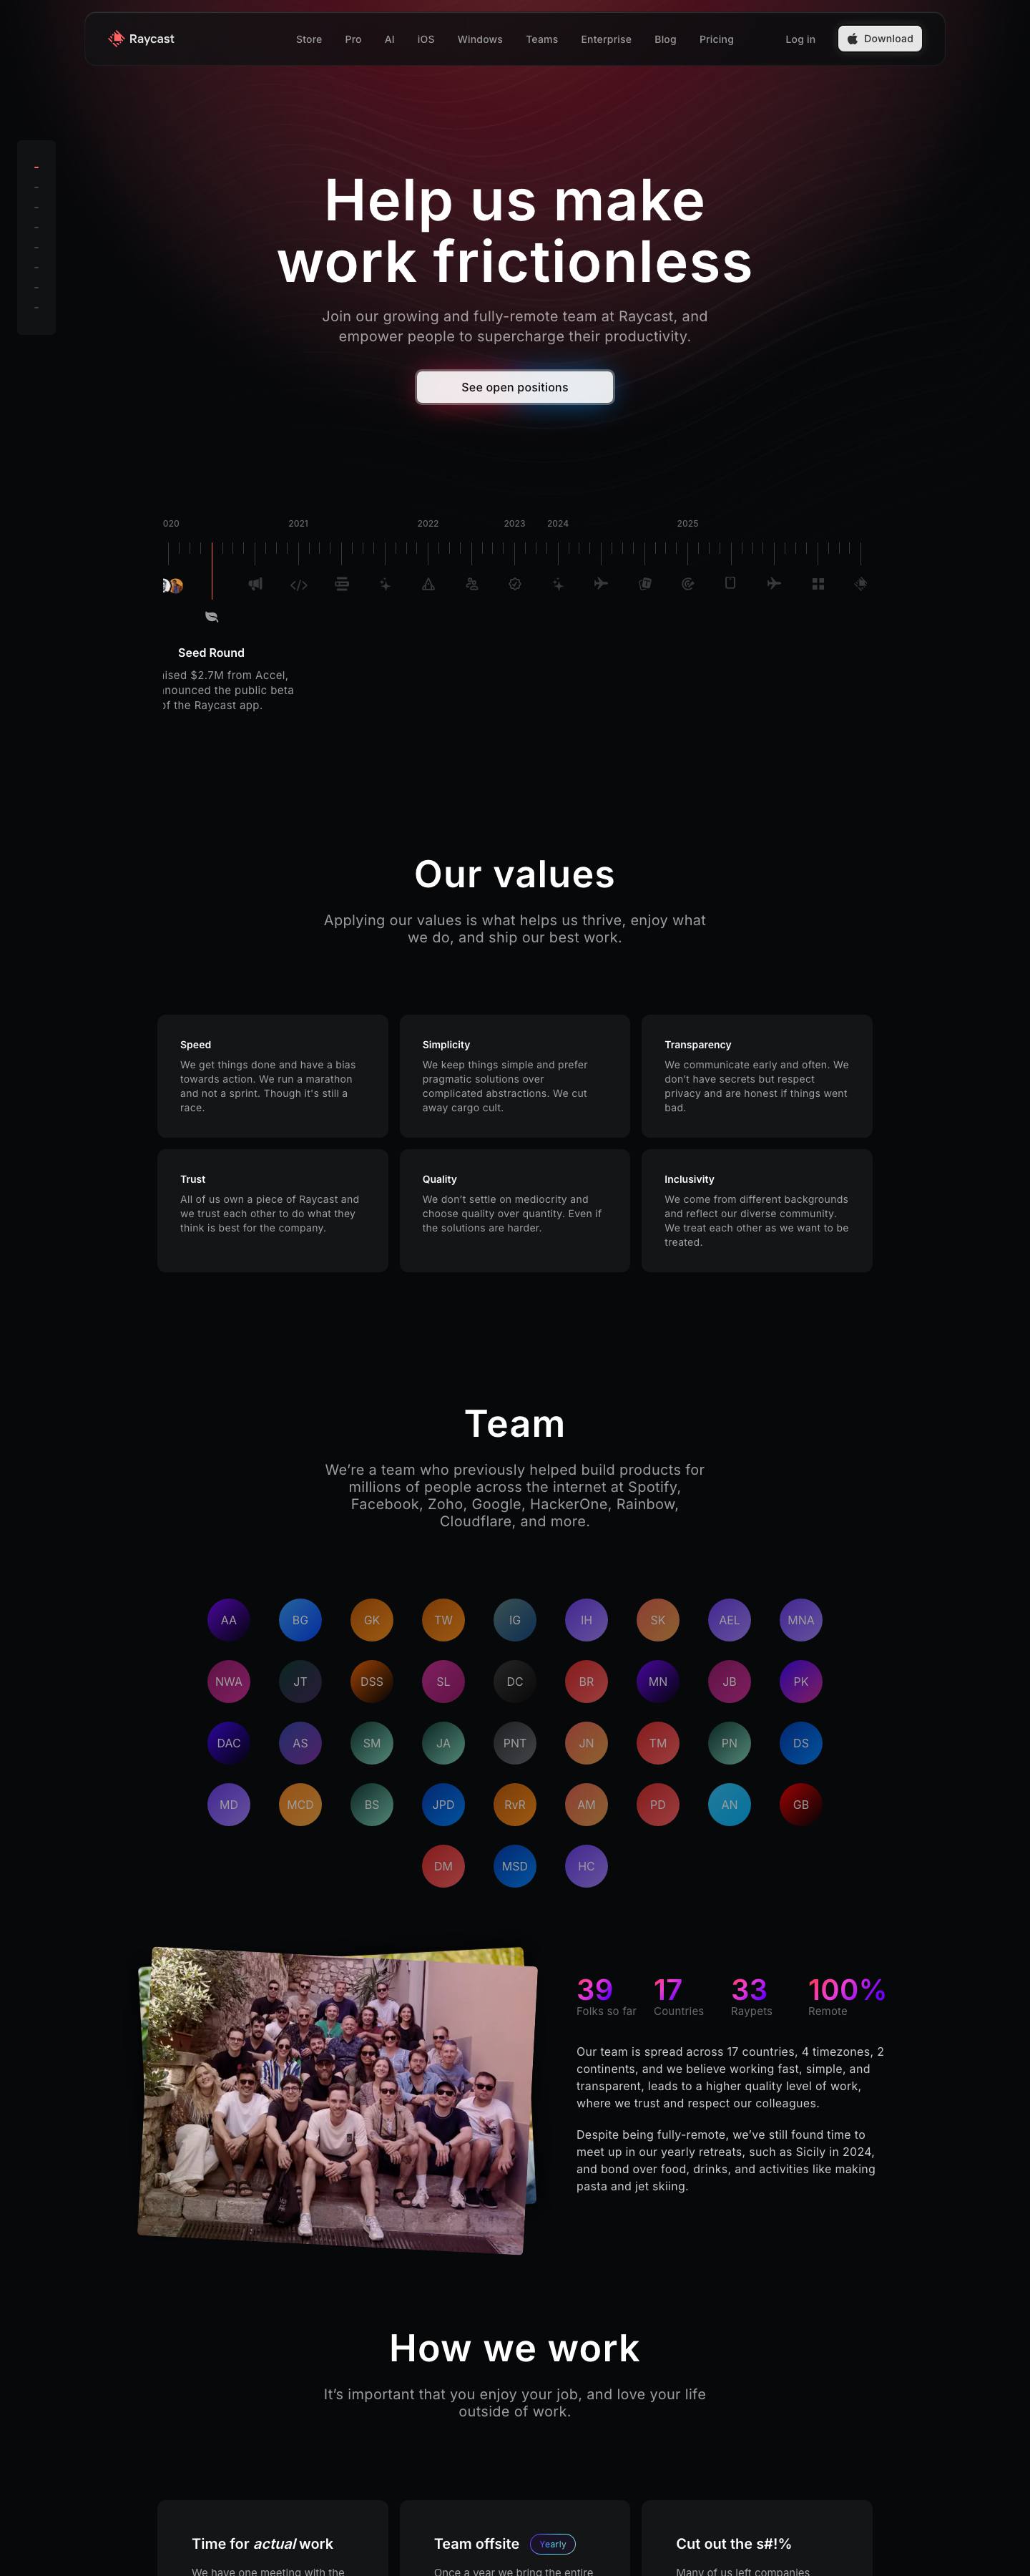 Raycast
Store Pro AI iOS Windows Teams Enterprise Blog Pricing
Log in
Download
Help us make
work frictionless
Join our growing and fully-remote team at Raycast, and
empower people to supercharge their productivity.
See open positions
020 2021 2022 2023 2024 2025
Seed Round
ised $2.7M from Accel,
nnounced the public beta
of the Raycast app.
Our values
Applying our values is what helps us thrive, enjoy what
we do, and ship our best work.
Speed
We get things done and have a bias
towards action. We run a marathon
and not a sprint. Though it's still a
race.
Simplicity
We keep things simple and prefer
pragmatic solutions over
complicated abstractions. We cut
away cargo cult.
Transparency
We communicate early and often. We
don't have secrets but respect
privacy and are honest if things went
bad.
Trust
All of us own a piece of Raycast and
we trust each other to do what they
think is best for the company.
Quality
We don't settle on mediocrity and
choose quality over quantity. Even if
the solutions are harder.
Inclusivity
We come from different backgrounds
and reflect our diverse community.
We treat each other as we want to be
treated.
Team
We're a team who previously helped build products for
millions of people across the internet at Spotify,
Facebook, Zoho, Google, HackerOne, Rainbow,
Cloudflare, and more.
AA BG GK TW IG IH SK AEL MNA
NWA JT DSS SL DC BR MN JB PK
DAC AS SM JA PNT JN TM PN DS
MD MCD BS JPD RvR AM PD AN GB
DM MSD HC
39 17 33 100%
Folks so far Countries Raypets Remote
Our team is spread across 17 countries, 4 timezones, 2
continents, and we believe working fast, simple, and
transparent, leads to a higher quality level of work,
where we trust and respect our colleagues.
Despite being fully-remote, we've still found time to
meet up in our yearly retreats, such as Sicily in 2024,
and bond over food, drinks, and activities like making
pasta and jet skiing.
How we work
It's important that you enjoy your job, and love your life
outside of work.
Time for actual work
We have one meeting with the
Team offsite Yearly
Once a year we bring the entire
Cut out the s#!%
Many of us left companies